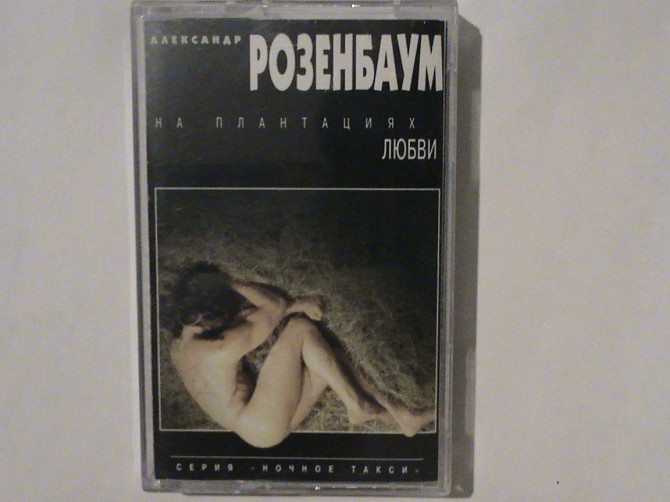 АЛЕКСАНДР
РОЗЕНБАУМ
НА ПЛАНТАЦИЯХ
ЛЮБВИ
СЕРИЯ «НОЧНОЕ ТАКСИ»